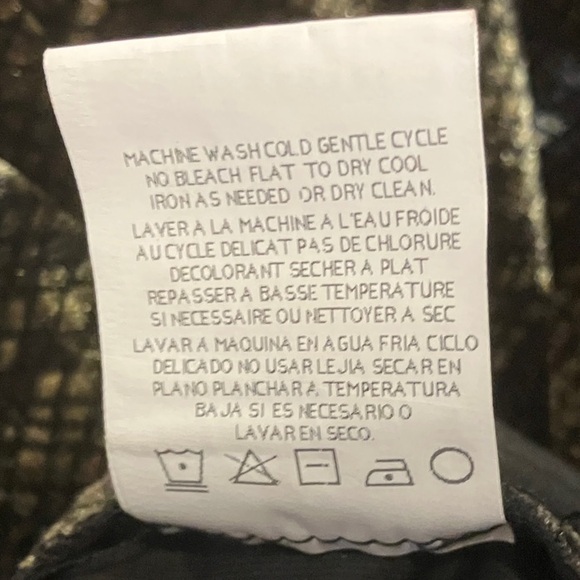 MACHINE WASH COLD GENTLE CYCLE
NO BLEACH FLAT TO DRY COOL
IRON AS NEEDED OR DRY CLEAN.
LAVER A LA MACHINE A L'EAU FROIDE
AU CYCLE DELICAT PAS DE CHLORURE
DECOLORANT SECHER A PLAT
REPASSER A BASSE TEMPERATURE
SI NECESSAIRE OU NETTOYER A SEC
LAVAR A MAQUINA EN AGUA FRIA CICLO
DELICADO NO USAR LEJIA SECAR EN
PLANO PLANCHAR A TEMPERATURA
BAJA SI ES NECESARIO O
LAVAR EN SECO.